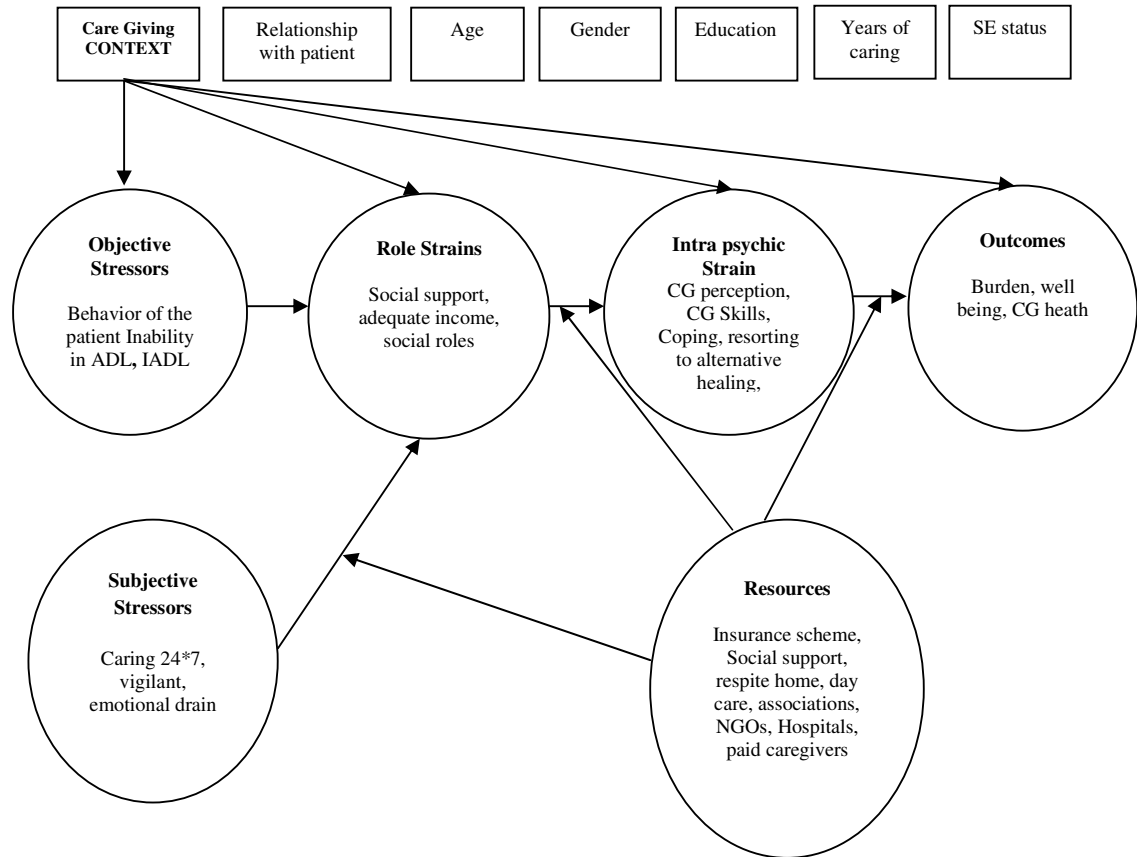 Care Giving
CONTEXT
Relationship
with patient
Age
Gender
Education
Years of
caring
SE status
Objective
Stressors
Behavior of the
patient Inability
in ADL, IADL
Role Strains
Social support,
adequate income,
social roles
Intra psychic
Strain
CG perception,
CG Skills,
Coping, resorting
to alternative
healing,
Outcomes
Burden, well
being, CG heath
Subjective
Stressors
Caring 24*7,
vigilant,
emotional drain
Resources
Insurance scheme,
Social support,
respite home, day
care, associations,
NGOs, Hospitals,
paid caregivers